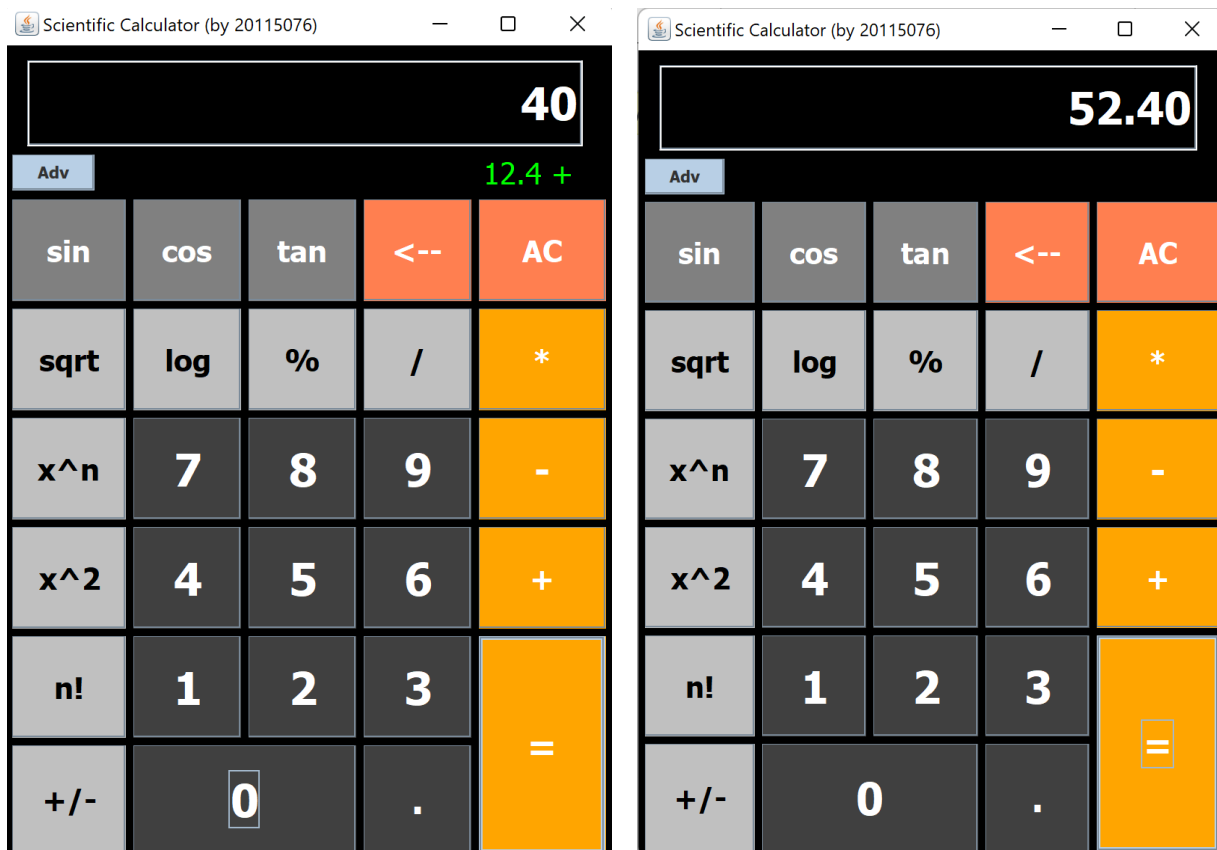 Scientific Calculator (by 20115076)
40
Adv 12.4 +
sin cos tan <-- AC
sqrt log % / *
x^n 7 8 9 -
x^2 4 5 6 +
n! 1 2 3 =
+/- 0 .
Scientific Calculator (by 20115076)
52.40
Adv
sin cos tan <-- AC
sqrt log % / *
x^n 7 8 9 -
x^2 4 5 6 +
n! 1 2 3 =
+/- 0 .